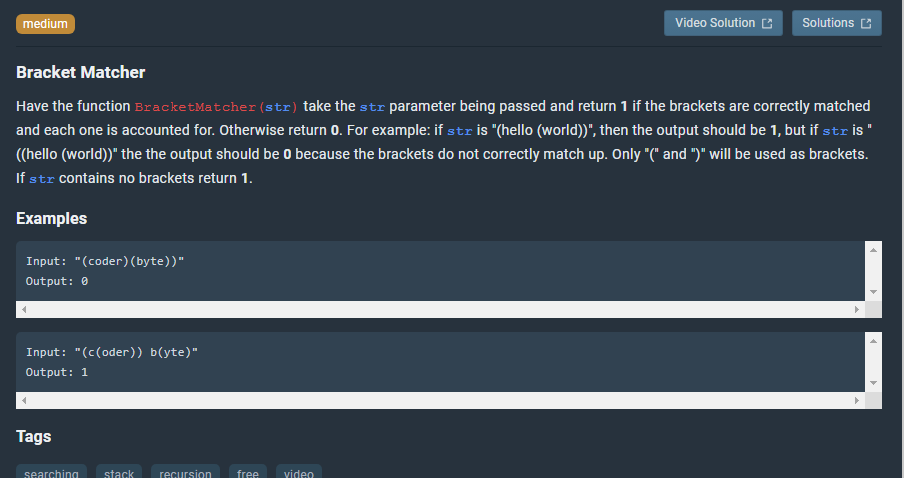 medium
Video Solution
Solutions
Bracket Matcher
Have the function BracketMatcher(str) take the str parameter being passed and return 1 if the brackets are correctly matched
and each one is accounted for. Otherwise return 0. For example: if str is "(hello (world))", then the output should be 1, but if str is "
((hello (world))" the the output should be 0 because the brackets do not correctly match up. Only "(" and ")" will be used as brackets.
If str contains no brackets return 1.
Examples
Input: "(coder)(byte))"
Output: 0
Input: "(c(oder)) b(yte)"
Output: 1
Tags
searching stack recursion free video